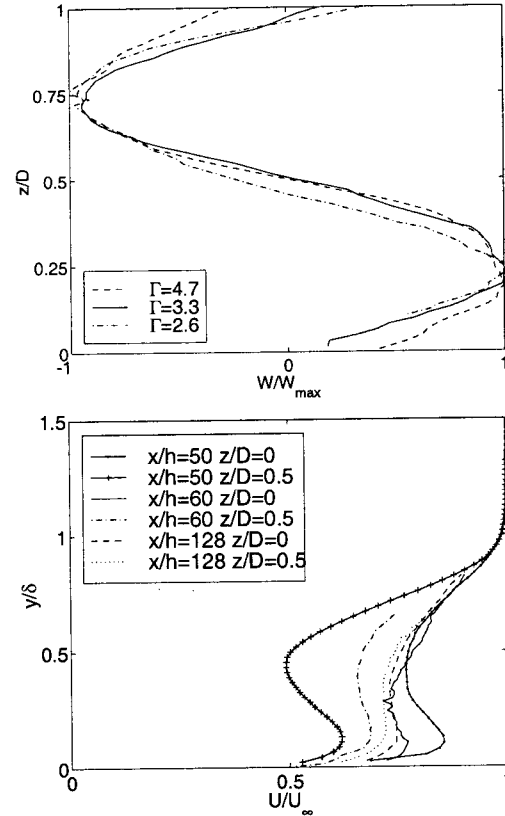 1
0.75
z/D
0.5
0.25
0
Γ=4.7
Γ=3.3
Γ=2.6
-1
0
1
W/Wmax
1.5
1
y/δ
0.5
0
x/h=50 z/D=0
x/h=50 z/D=0.5
x/h=60 z/D=0
x/h=60 z/D=0.5
x/h=128 z/D=0
x/h=128 z/D=0.5
0
0.5
1
U/U∞